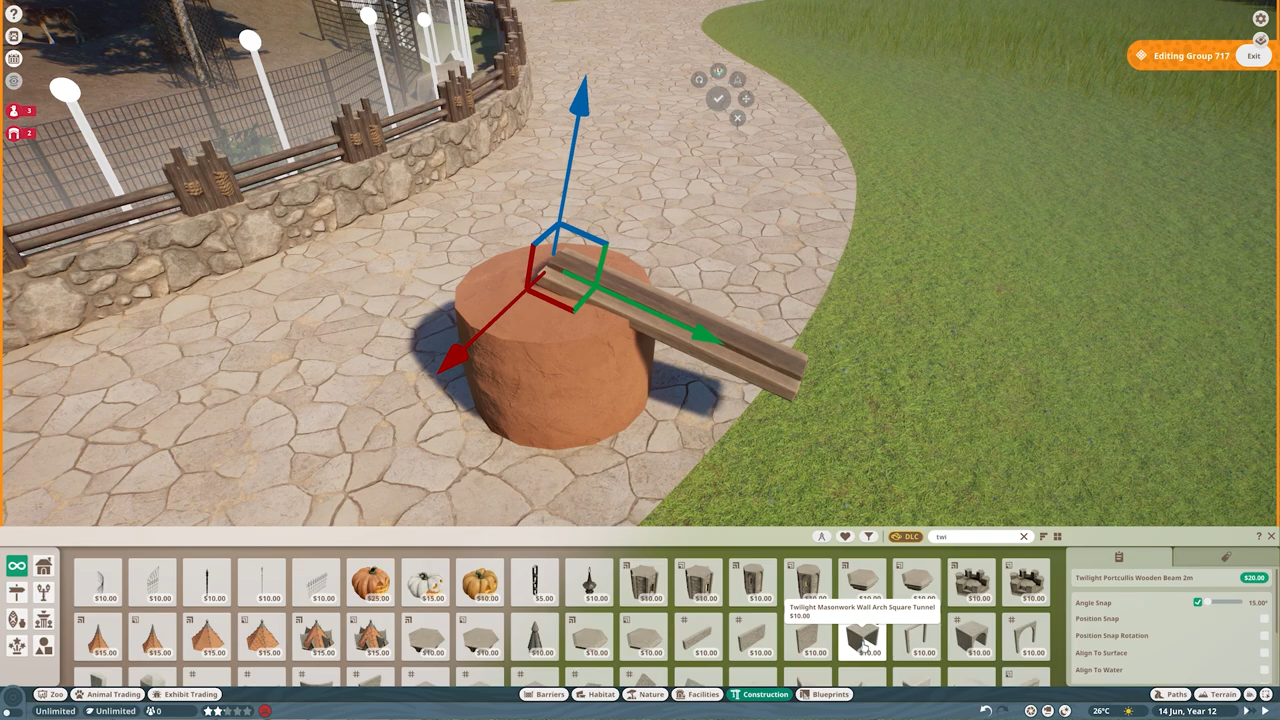 ?
Editing Group 717
Exit
3
2
DLC
twi
?
$10.00 $10.00 $10.00 $10.00 $10.00 $25.00 $15.00 $10.00 $5.00 $10.00 $10.00 $10.00 $10.00 $10.00 $10.00 $10.00
Twilight Masonwork Wall Arch Square Tunnel
$10.00
$15.00 $15.00 $15.00 $15.00 $15.00 $15.00 $10.00 $10.00 $10.00 $10.00 $10.00 $10.00 $10.00 $10.00 $10.00 $10.00 $10.00 $10.00
Twilight Portcullis Wooden Beam 2m
$20.00
Angle Snap
15.00°
Position Snap
Position Snap Rotation
Align To Surface
Align To Water
Zoo
Animal Trading
Exhibit Trading
Barriers
Habitat
Nature
Facilities
Construction
Blueprints
Paths
Terrain
Unlimited
Unlimited
0
26°C
14 Jun, Year 12